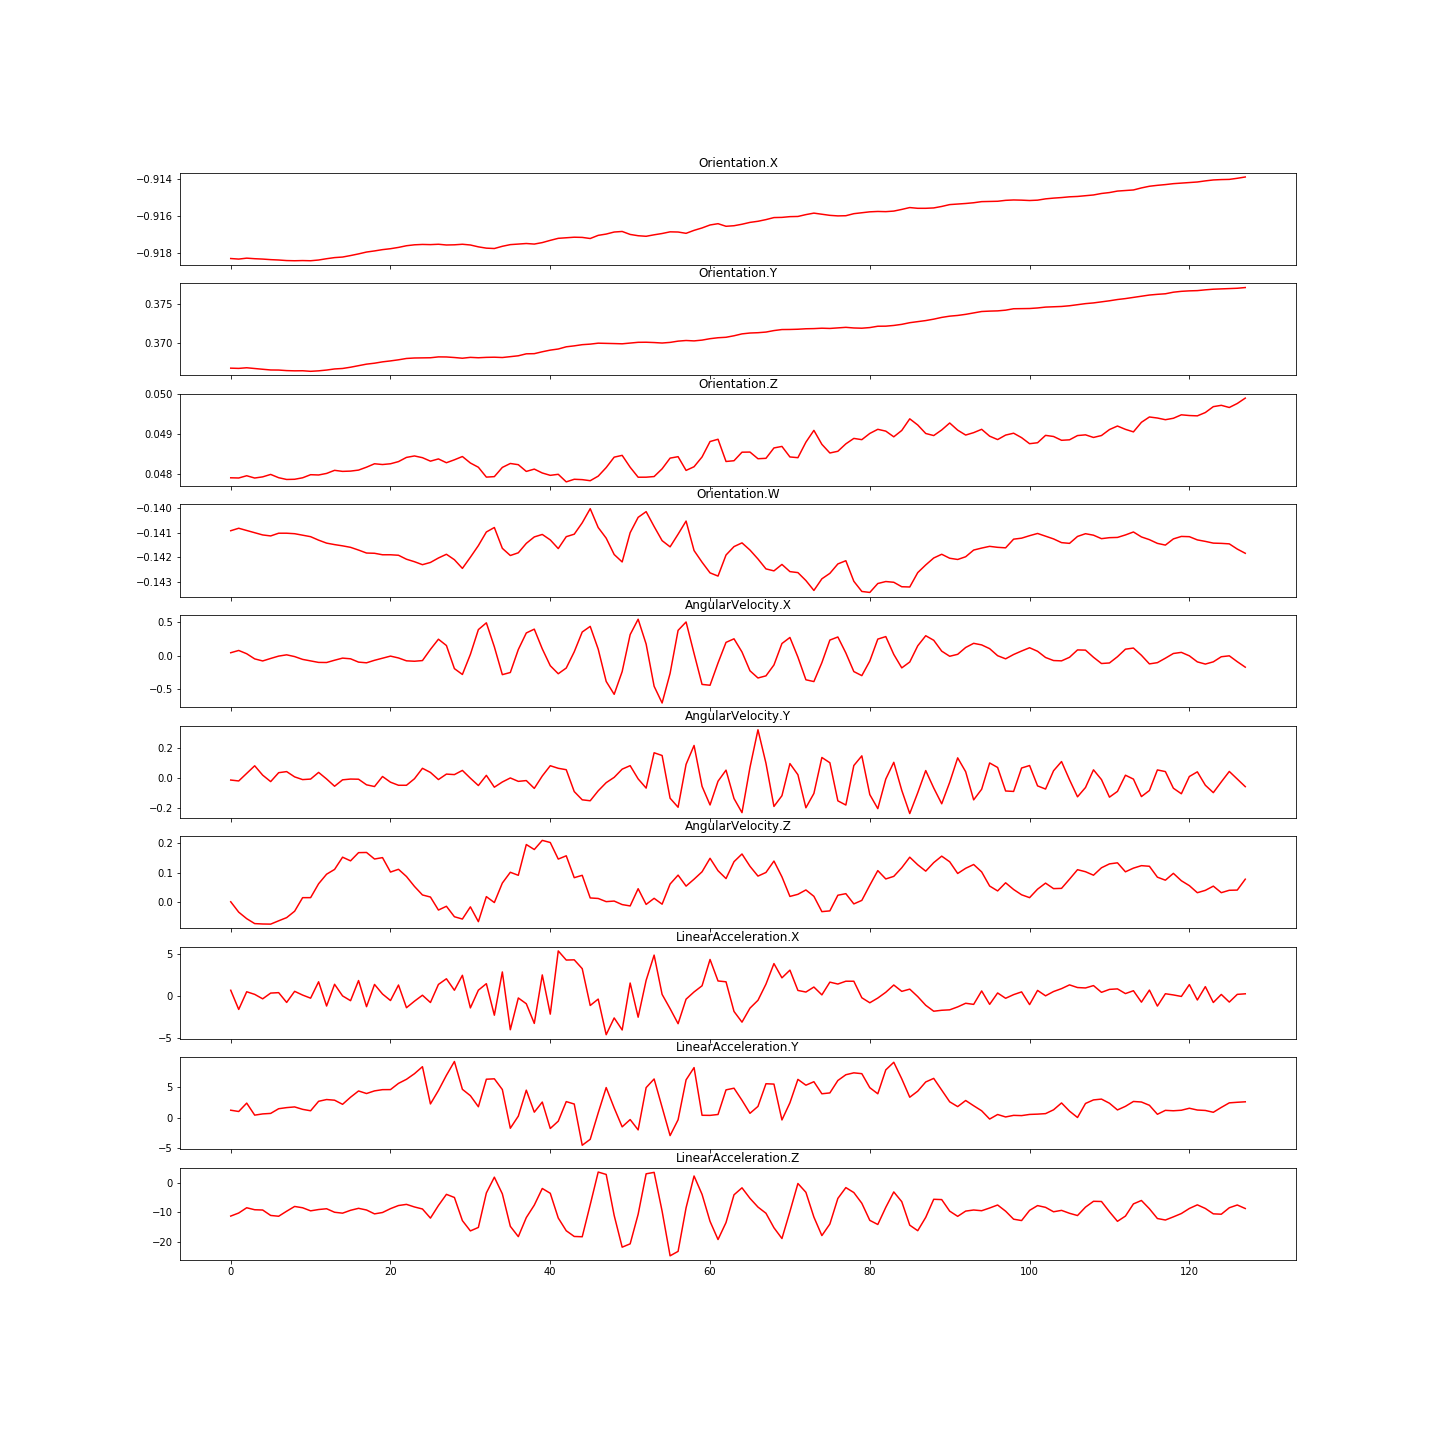 Orientation.X
−0.914
−0.916
−0.918
Orientation.Y
0.375
0.370
Orientation.Z
0.050
0.049
0.048
Orientation.W
−0.140
−0.141
−0.142
−0.143
AngularVelocity.X
0.5
0.0
−0.5
AngularVelocity.Y
0.2
0.0
−0.2
AngularVelocity.Z
0.2
0.1
0.0
LinearAcceleration.X
5
0
−5
LinearAcceleration.Y
5
0
−5
LinearAcceleration.Z
0
−10
−20
0 20 40 60 80 100 120